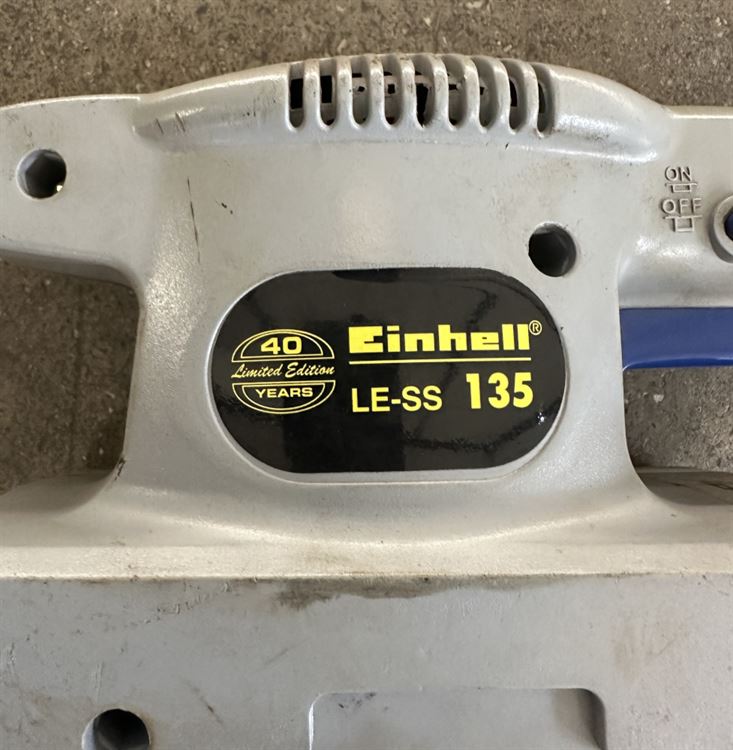 ON
OFF
40
Limited Edition
YEARS
Einhell®
LE-SS 135